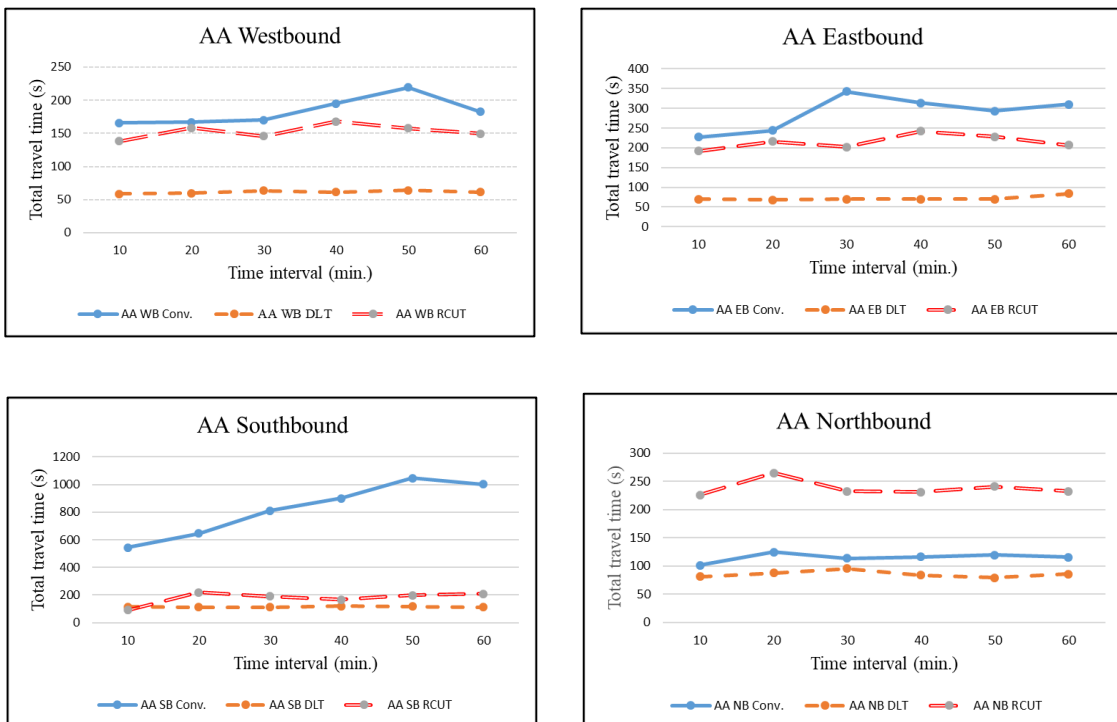 AA Westbound
Total travel time (s)
250
200
150
100
50
0
10 20 30 40 50 60
Time interval (min.)
AA WB Conv. AA WB DLT AA WB RCUT
AA Eastbound
Total travel time (s)
400
350
300
250
200
150
100
50
0
10 20 30 40 50 60
Time interval (min.)
AA EB Conv. AA EB DLT AA EB RCUT
AA Southbound
Total travel time (s)
1200
1000
800
600
400
200
0
10 20 30 40 50 60
Time interval (min.)
AA SB Conv. AA SB DLT AA SB RCUT
AA Northbound
Total travel time (s)
300
250
200
150
100
50
0
10 20 30 40 50 60
Time interval (min.)
AA NB Conv. AA NB DLT AA NB RCUT